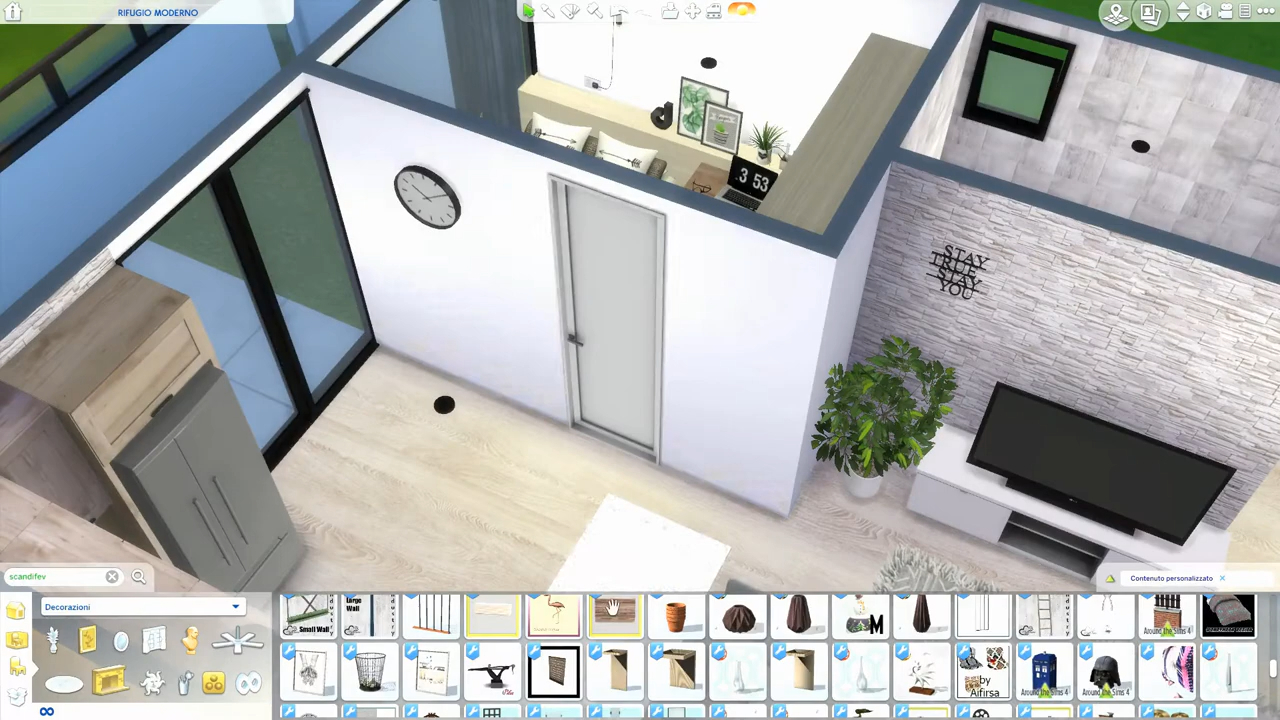 RIFUGIO MODERNO
3 53
STAY
TRUE
STAY
YOU
scandifev
Contenuto personalizzato
Decorazioni
Small Wall
Large
Wall
M
Around the Sims 4
by
Aifirsa
Around the Sims 4
Around the Sims 4